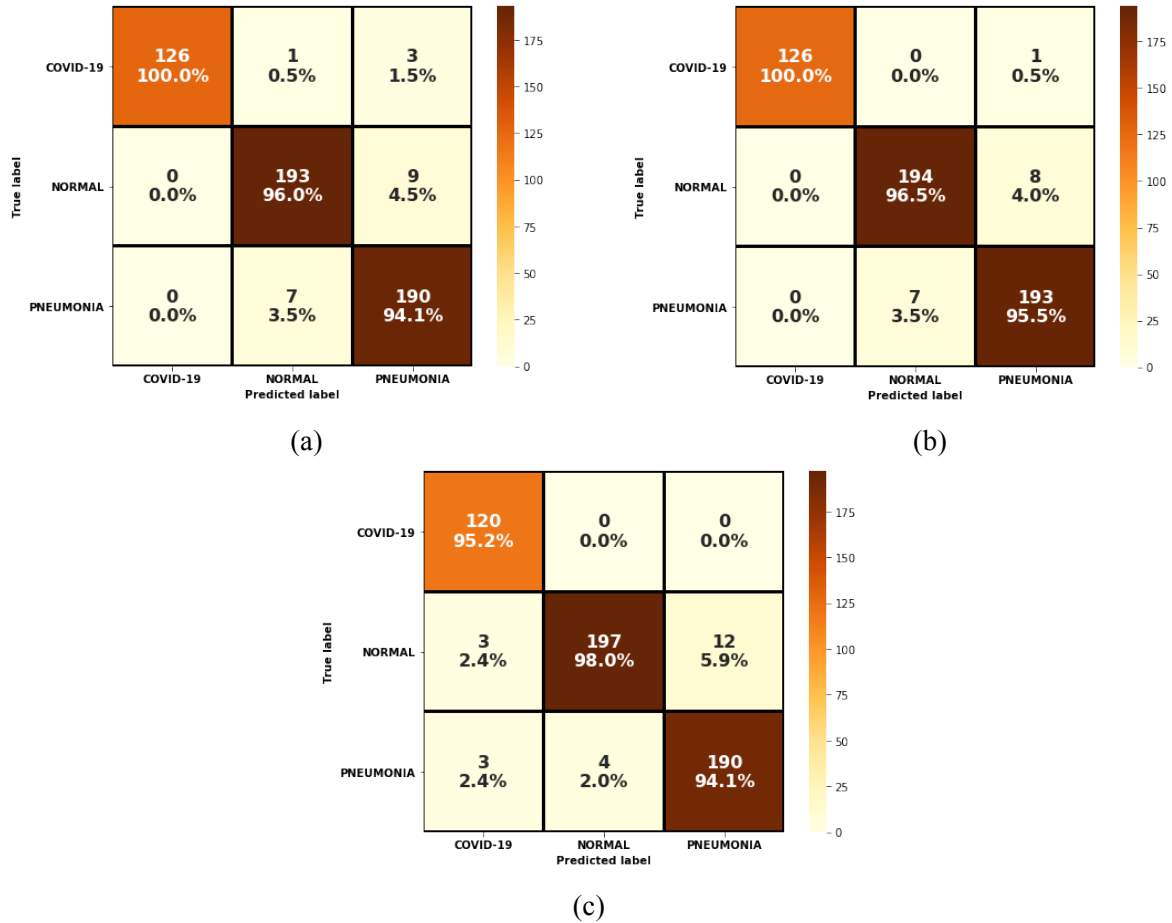 COVID-19
126 1 3
100.0% 0.5% 1.5%
NORMAL
0 193 9
0.0% 96.0% 4.5%
PNEUMONIA
0 7 190
0.0% 3.5% 94.1%
True label
COVID-19 NORMAL PNEUMONIA
Predicted label
175
150
125
100
75
50
25
0
(a)
COVID-19
126 0 1
100.0% 0.0% 0.5%
NORMAL
0 194 8
0.0% 96.5% 4.0%
PNEUMONIA
0 7 193
0.0% 3.5% 95.5%
True label
COVID-19 NORMAL PNEUMONIA
Predicted label
175
150
125
100
75
50
25
0
(b)
COVID-19
120 0 0
95.2% 0.0% 0.0%
NORMAL
3 197 12
2.4% 98.0% 5.9%
PNEUMONIA
3 4 190
2.4% 2.0% 94.1%
True label
COVID-19 NORMAL PNEUMONIA
Predicted label
175
150
125
100
75
50
25
0
(c)